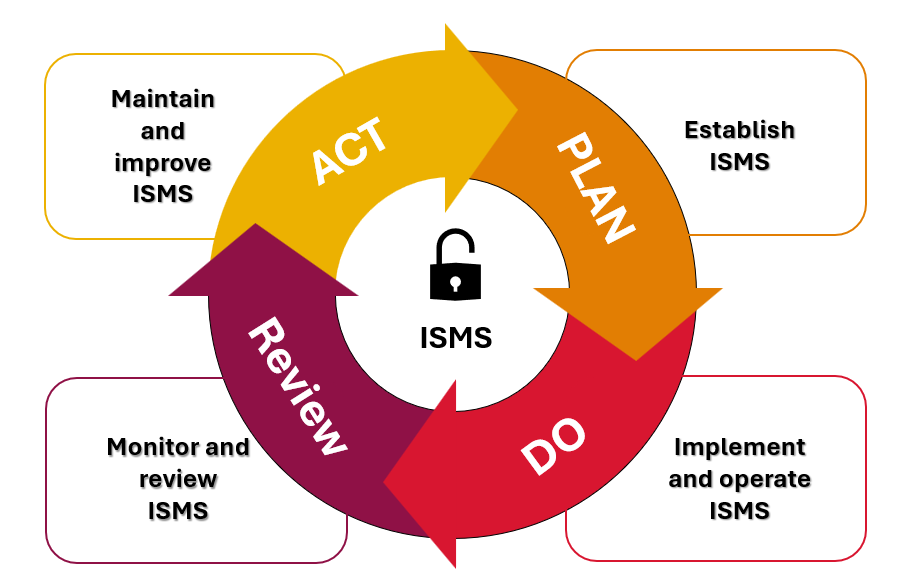 Maintain
and
improve
ISMS
ACT
PLAN
Establish
ISMS
ISMS
Review
DO
Monitor and
review
ISMS
Implement
and operate
ISMS